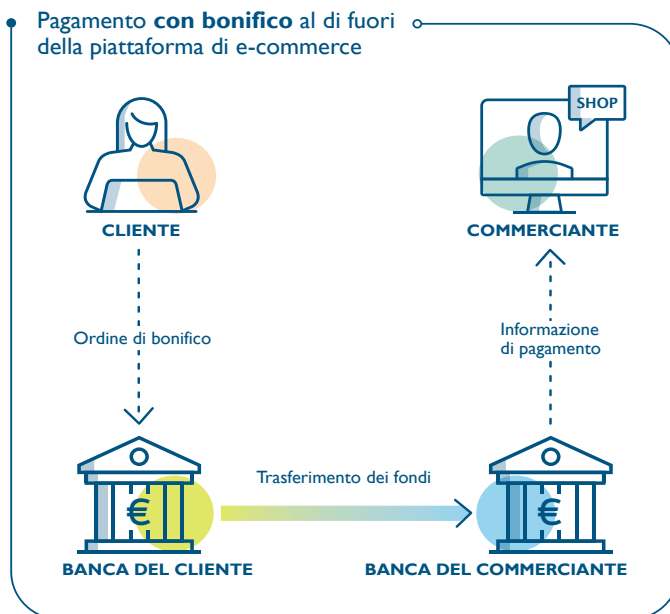 Pagamento con bonifico al di fuori
della piattaforma di e-commerce
SHOP
CLIENTE
COMMERCIANTE
Ordine di bonifico
Informazione
di pagamento
€
Trasferimento dei fondi
€
BANCA DEL CLIENTE
BANCA DEL COMMERCIANTE